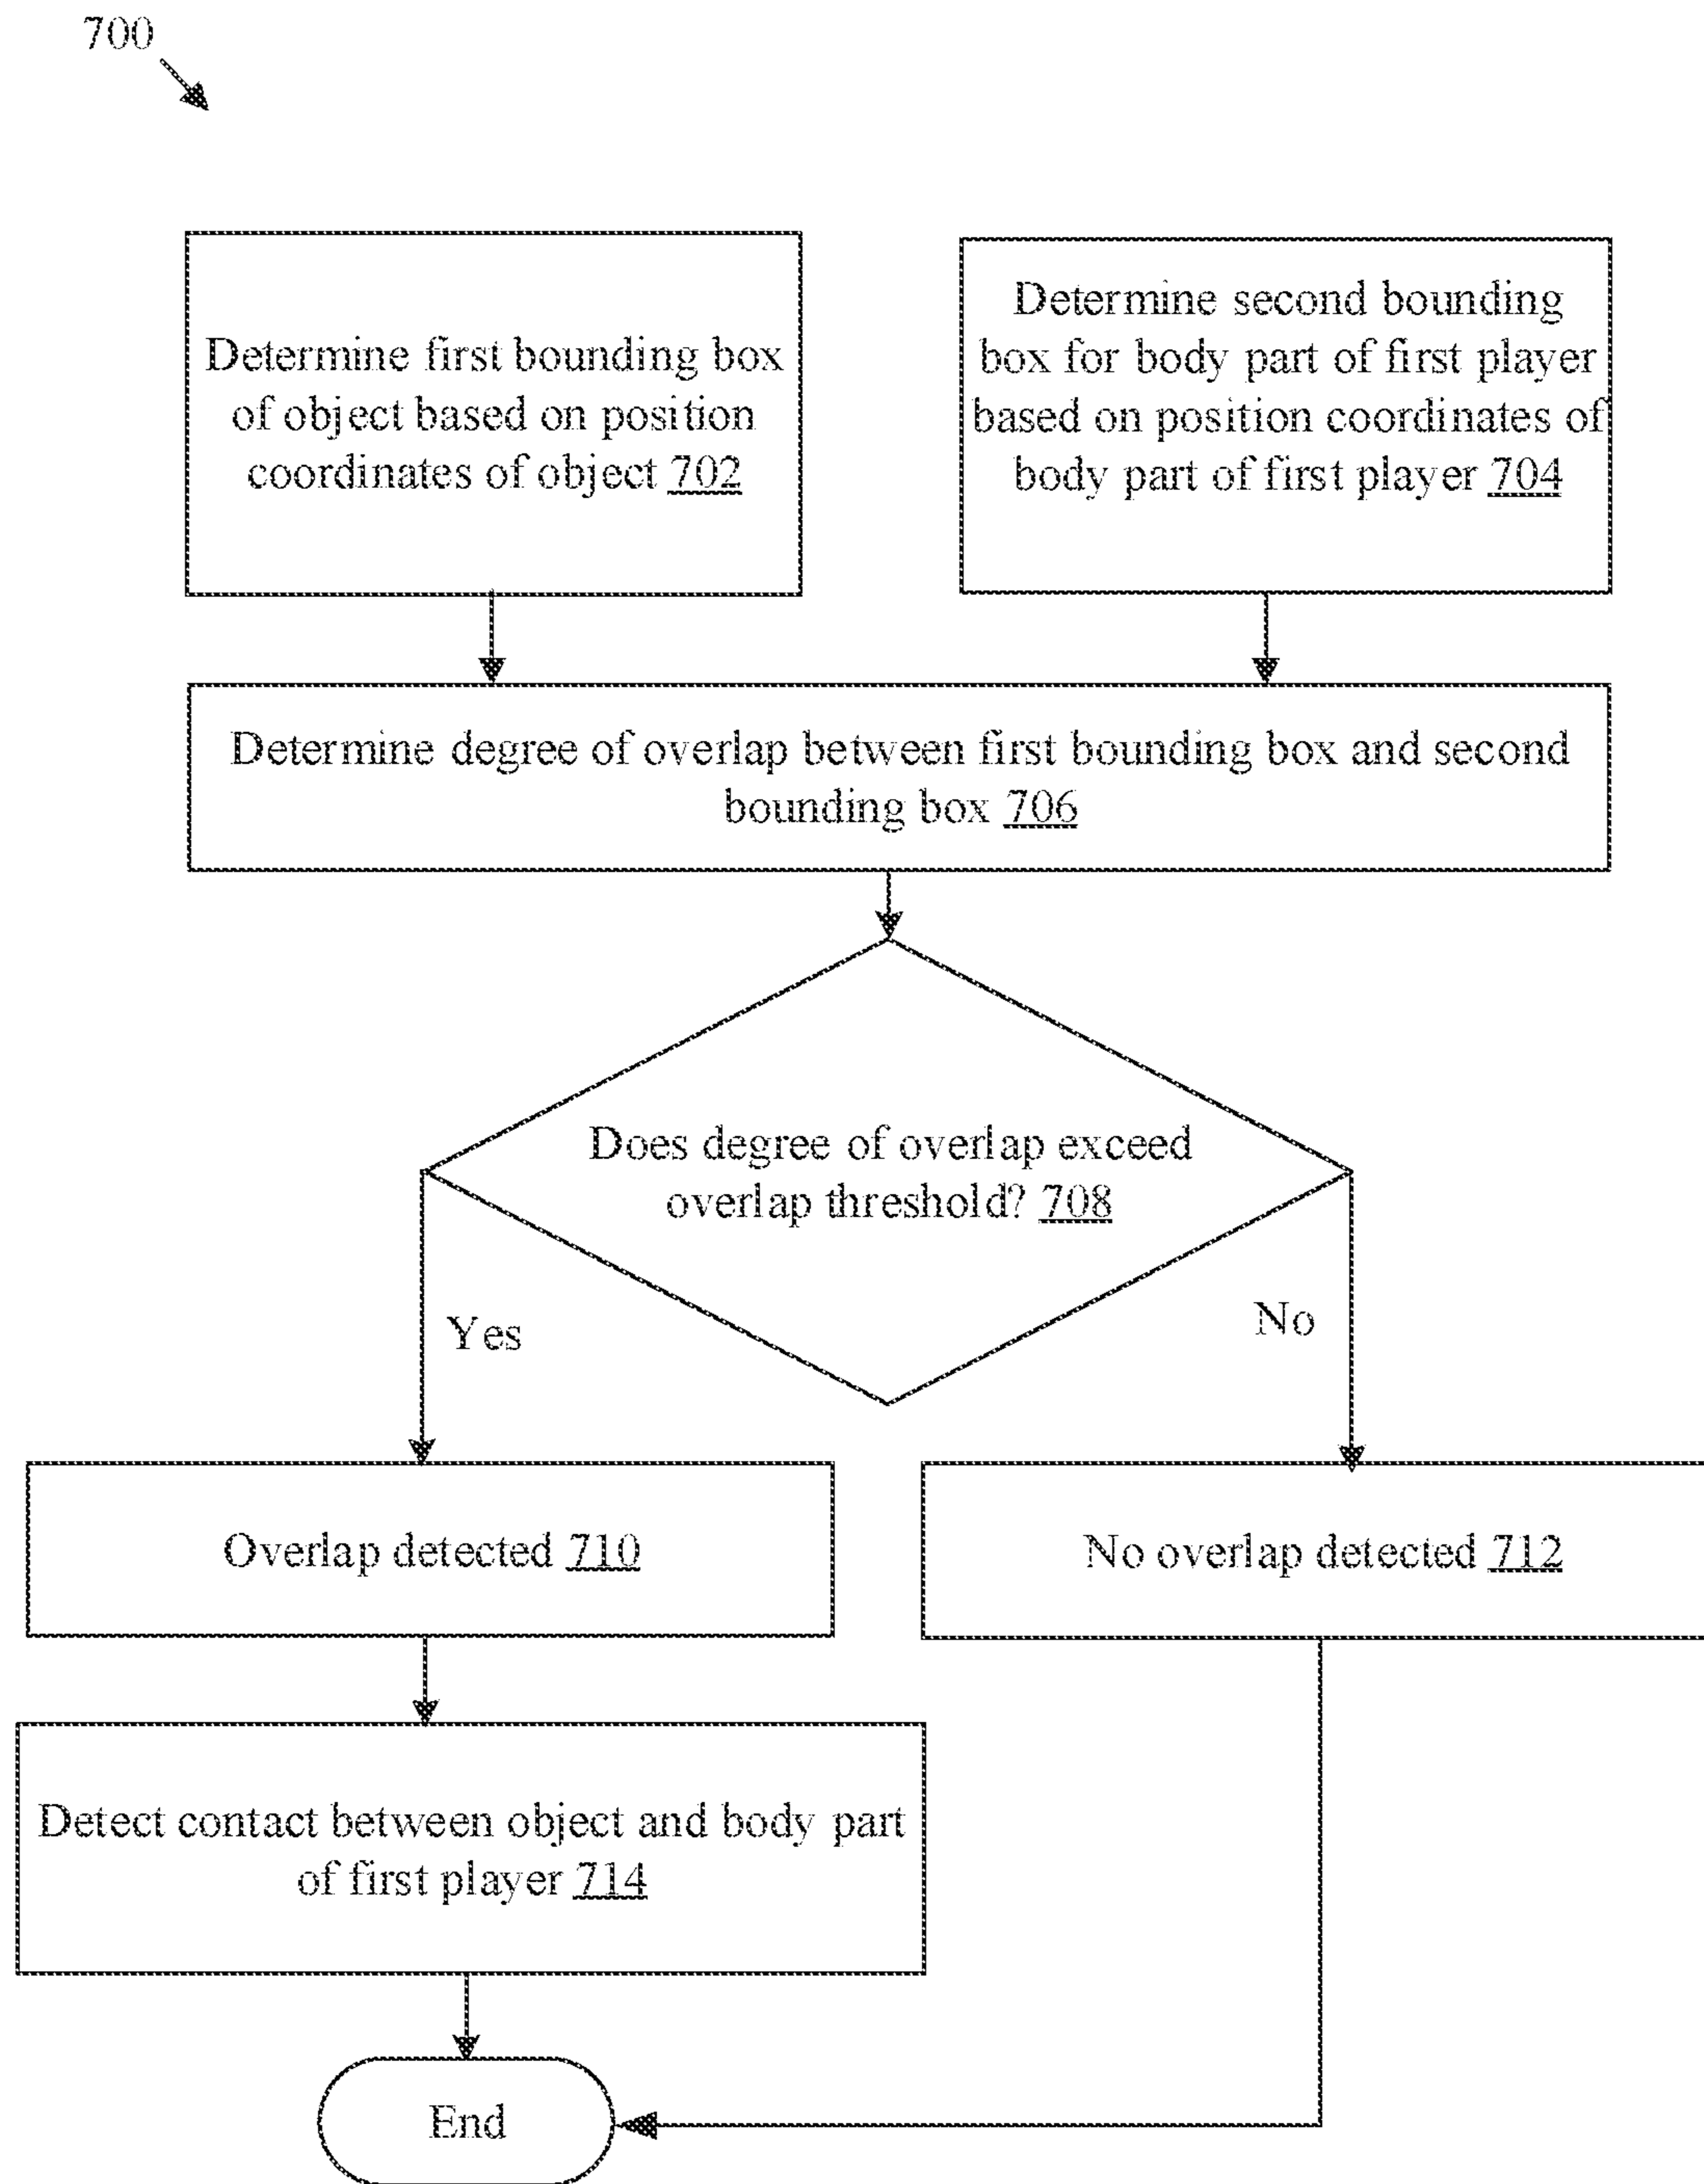 700
Determine first bounding box
of object based on position
coordinates of object 702
Determine second bounding
box for body part of first player
based on position coordinates of
body part of first player 704
Determine degree of overlap between first bounding box and second
bounding box 706
Does degree of overlap exceed
overlap threshold? 708
Yes
No
Overlap detected 710
No overlap detected 712
Detect contact between object and body part
of first player 714
End